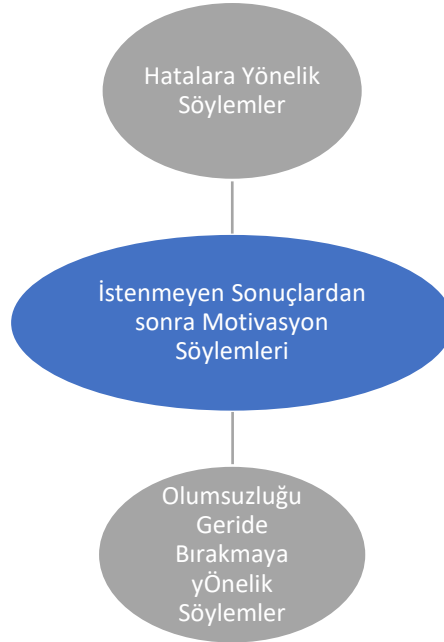 Hatalara Yönelik
Söylemler
İstenmeyen Sonuçlardan
sonra Motivasyon
Söylemleri
Olumsuzluğu
Geride
Bırakmaya
yÖnelik
Söylemler